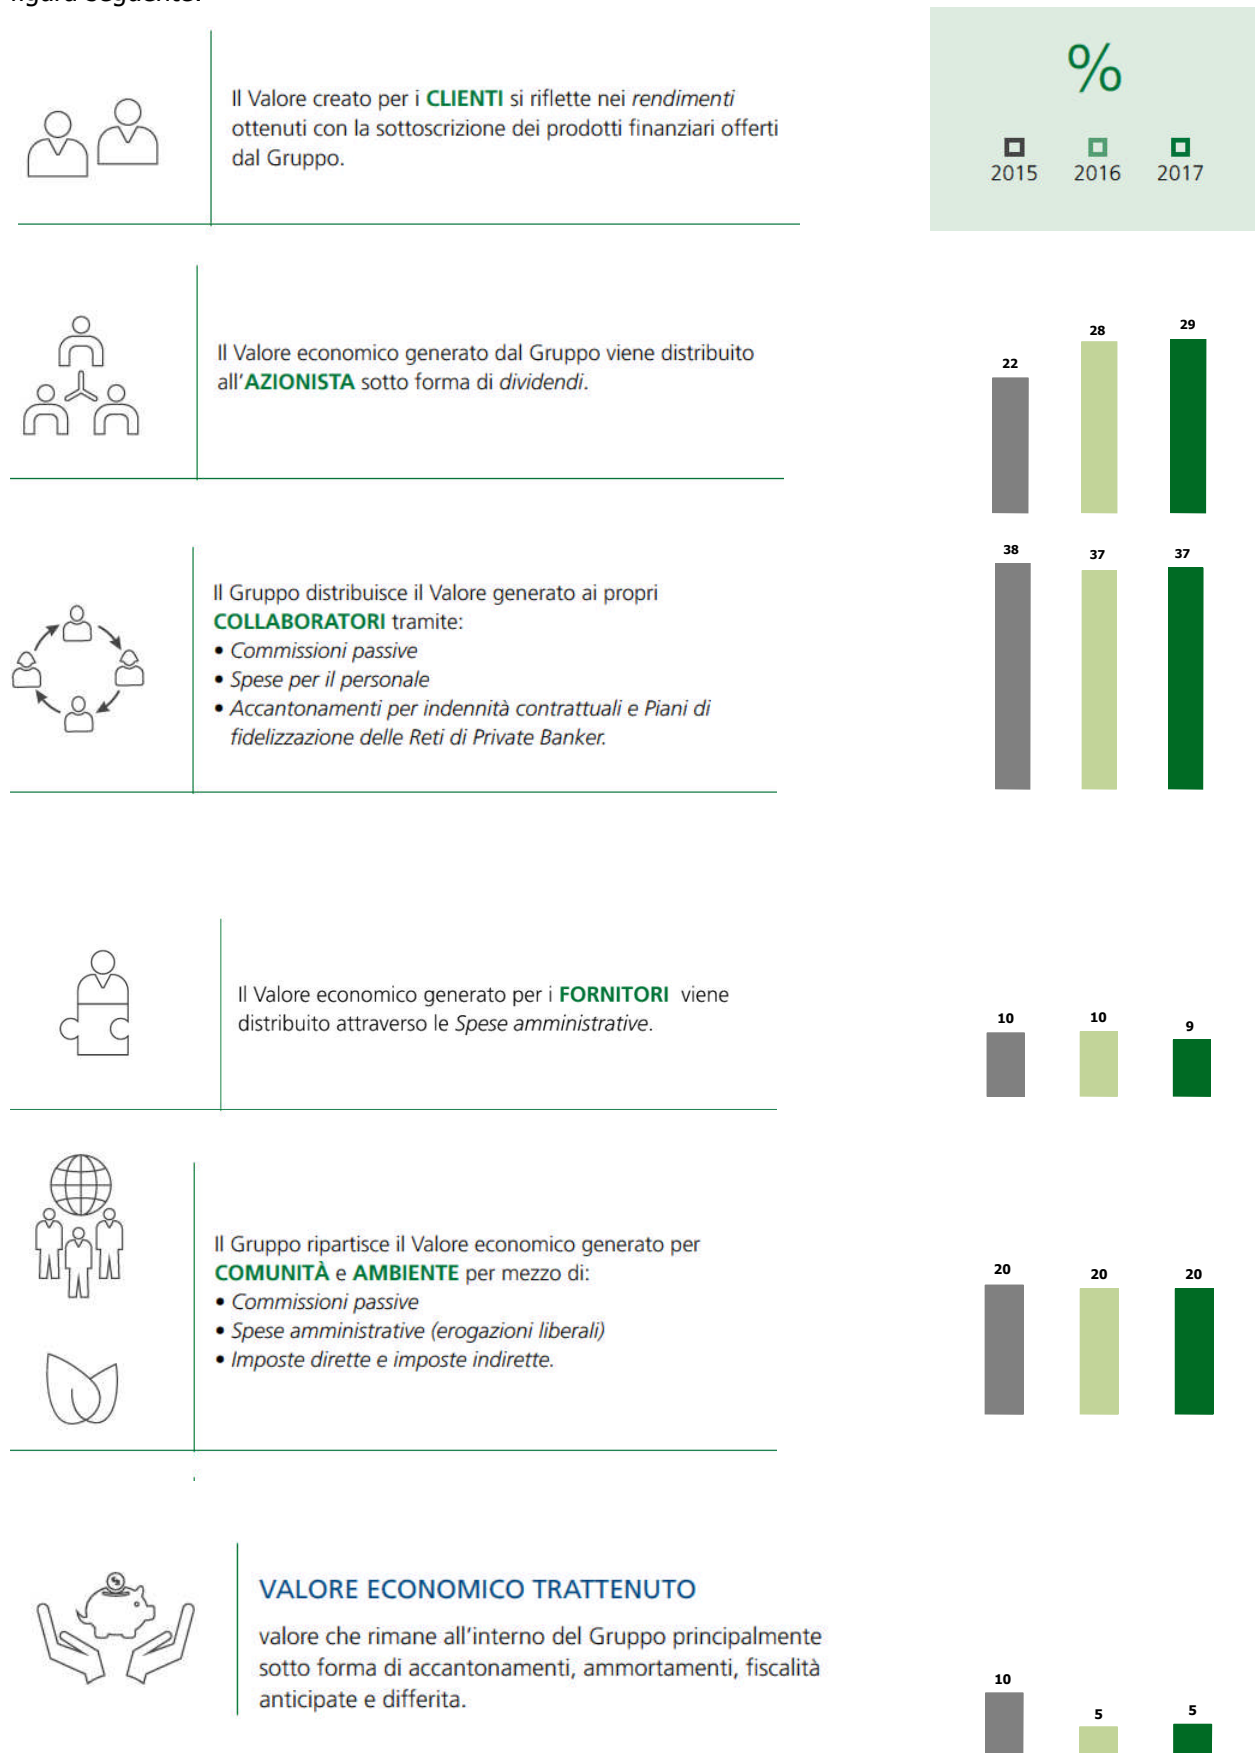 figura seguente.
Il Valore creato per i CLIENTI si riflette nei rendimenti
ottenuti con la sottoscrizione dei prodotti finanziari offerti
dal Gruppo.
%
2015 2016 2017
Il Valore economico generato dal Gruppo viene distribuito
all'AZIONISTA sotto forma di dividendi.
22 28 29
Il Gruppo distribuisce il Valore generato ai propri
COLLABORATORI tramite:
• Commissioni passive
• Spese per il personale
• Accantonamenti per indennità contrattuali e Piani di
fidelizzazione delle Reti di Private Banker.
38 37 37
Il Valore economico generato per i FORNITORI viene
distribuito attraverso le Spese amministrative.
10 10 9
Il Gruppo ripartisce il Valore economico generato per
COMUNITÀ e AMBIENTE per mezzo di:
• Commissioni passive
• Spese amministrative (erogazioni liberali)
• Imposte dirette e imposte indirette.
20 20 20
VALORE ECONOMICO TRATTENUTO
valore che rimane all'interno del Gruppo principalmente
sotto forma di accantonamenti, ammortamenti, fiscalità
anticipate e differita.
10 5 5